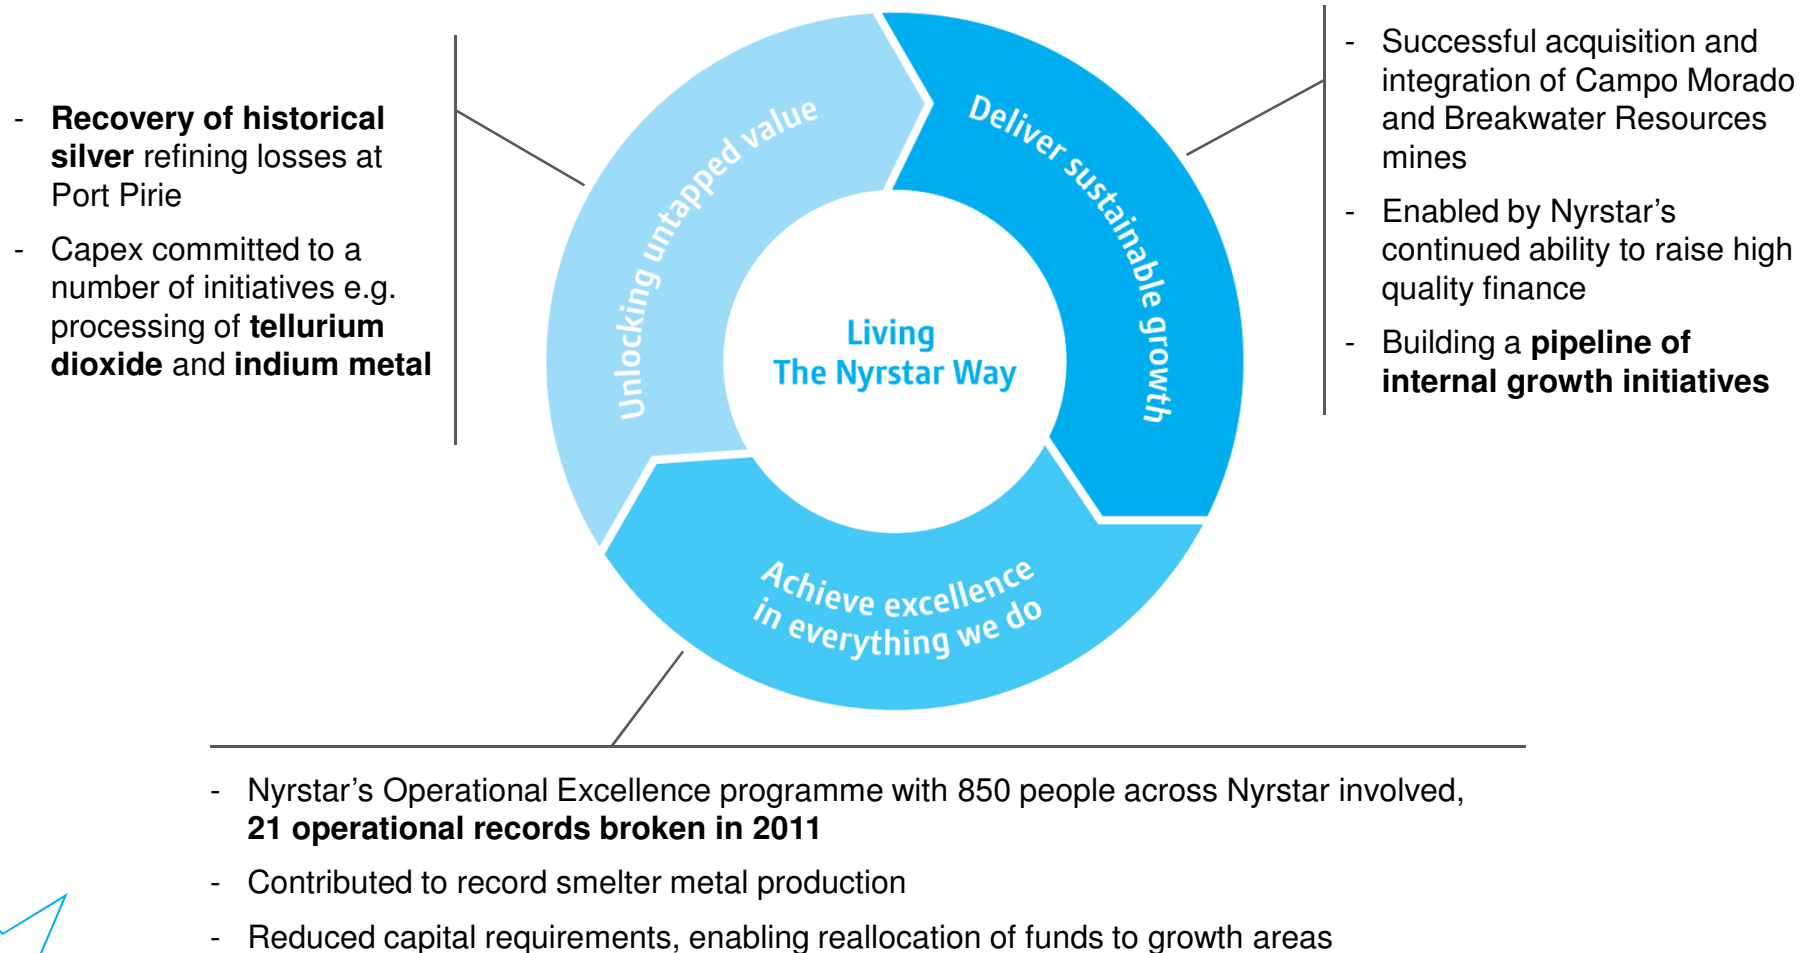 - Recovery of historical
silver refining losses at
Port Pirie
- Capex committed to a
number of initiatives e.g.
processing of tellurium
dioxide and indium metal
Unlocking untapped value
Deliver sustainable growth
Living
The Nyrstar Way
Achieve excellence
in everything we do
- Successful acquisition and
integration of Campo Morado
and Breakwater Resources
mines
- Enabled by Nyrstar’s
continued ability to raise high
quality finance
- Building a pipeline of
internal growth initiatives
- Nyrstar’s Operational Excellence programme with 850 people across Nyrstar involved,
21 operational records broken in 2011
- Contributed to record smelter metal production
- Reduced capital requirements, enabling reallocation of funds to growth areas